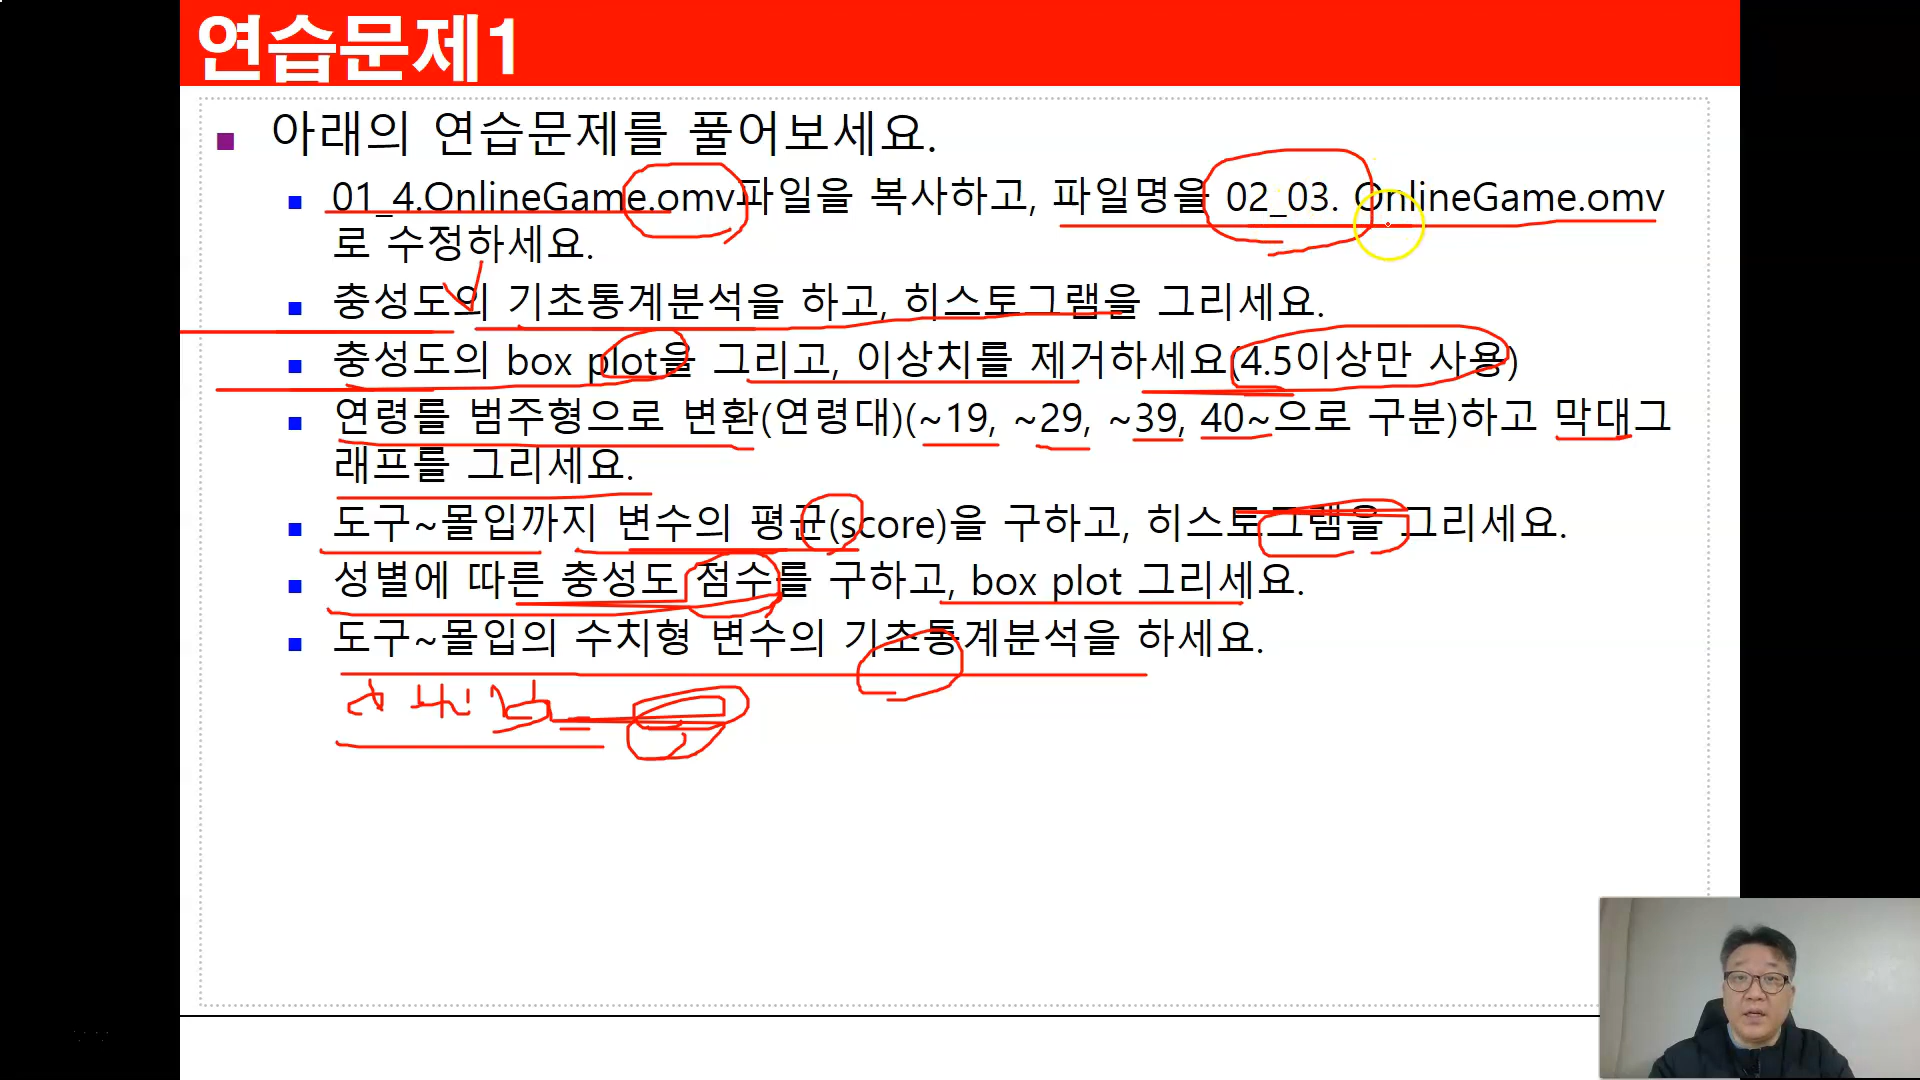 연습문제1
아래의 연습문제를 풀어보세요.
01_4.OnlineGame.omv파일을 복사하고, 파일명을 02_03. OnlineGame.omv
로 수정하세요.
충성도의 기초통계분석을 하고, 히스토그램을 그리세요.
충성도의 box plot을 그리고, 이상치를 제거하세요(4.5이상만 사용)
연령를 범주형으로 변환(연령대)(~19, ~29, ~39, 40~으로 구분)하고 막대그
래프를 그리세요.
도구~몰입까지 변수의 평균(score)을 구하고, 히스토그램을 그리세요.
성별에 따른 충성도 점수를 구하고, box plot 그리세요.
도구~몰입의 수치형 변수의 기초통계분석을 하세요.